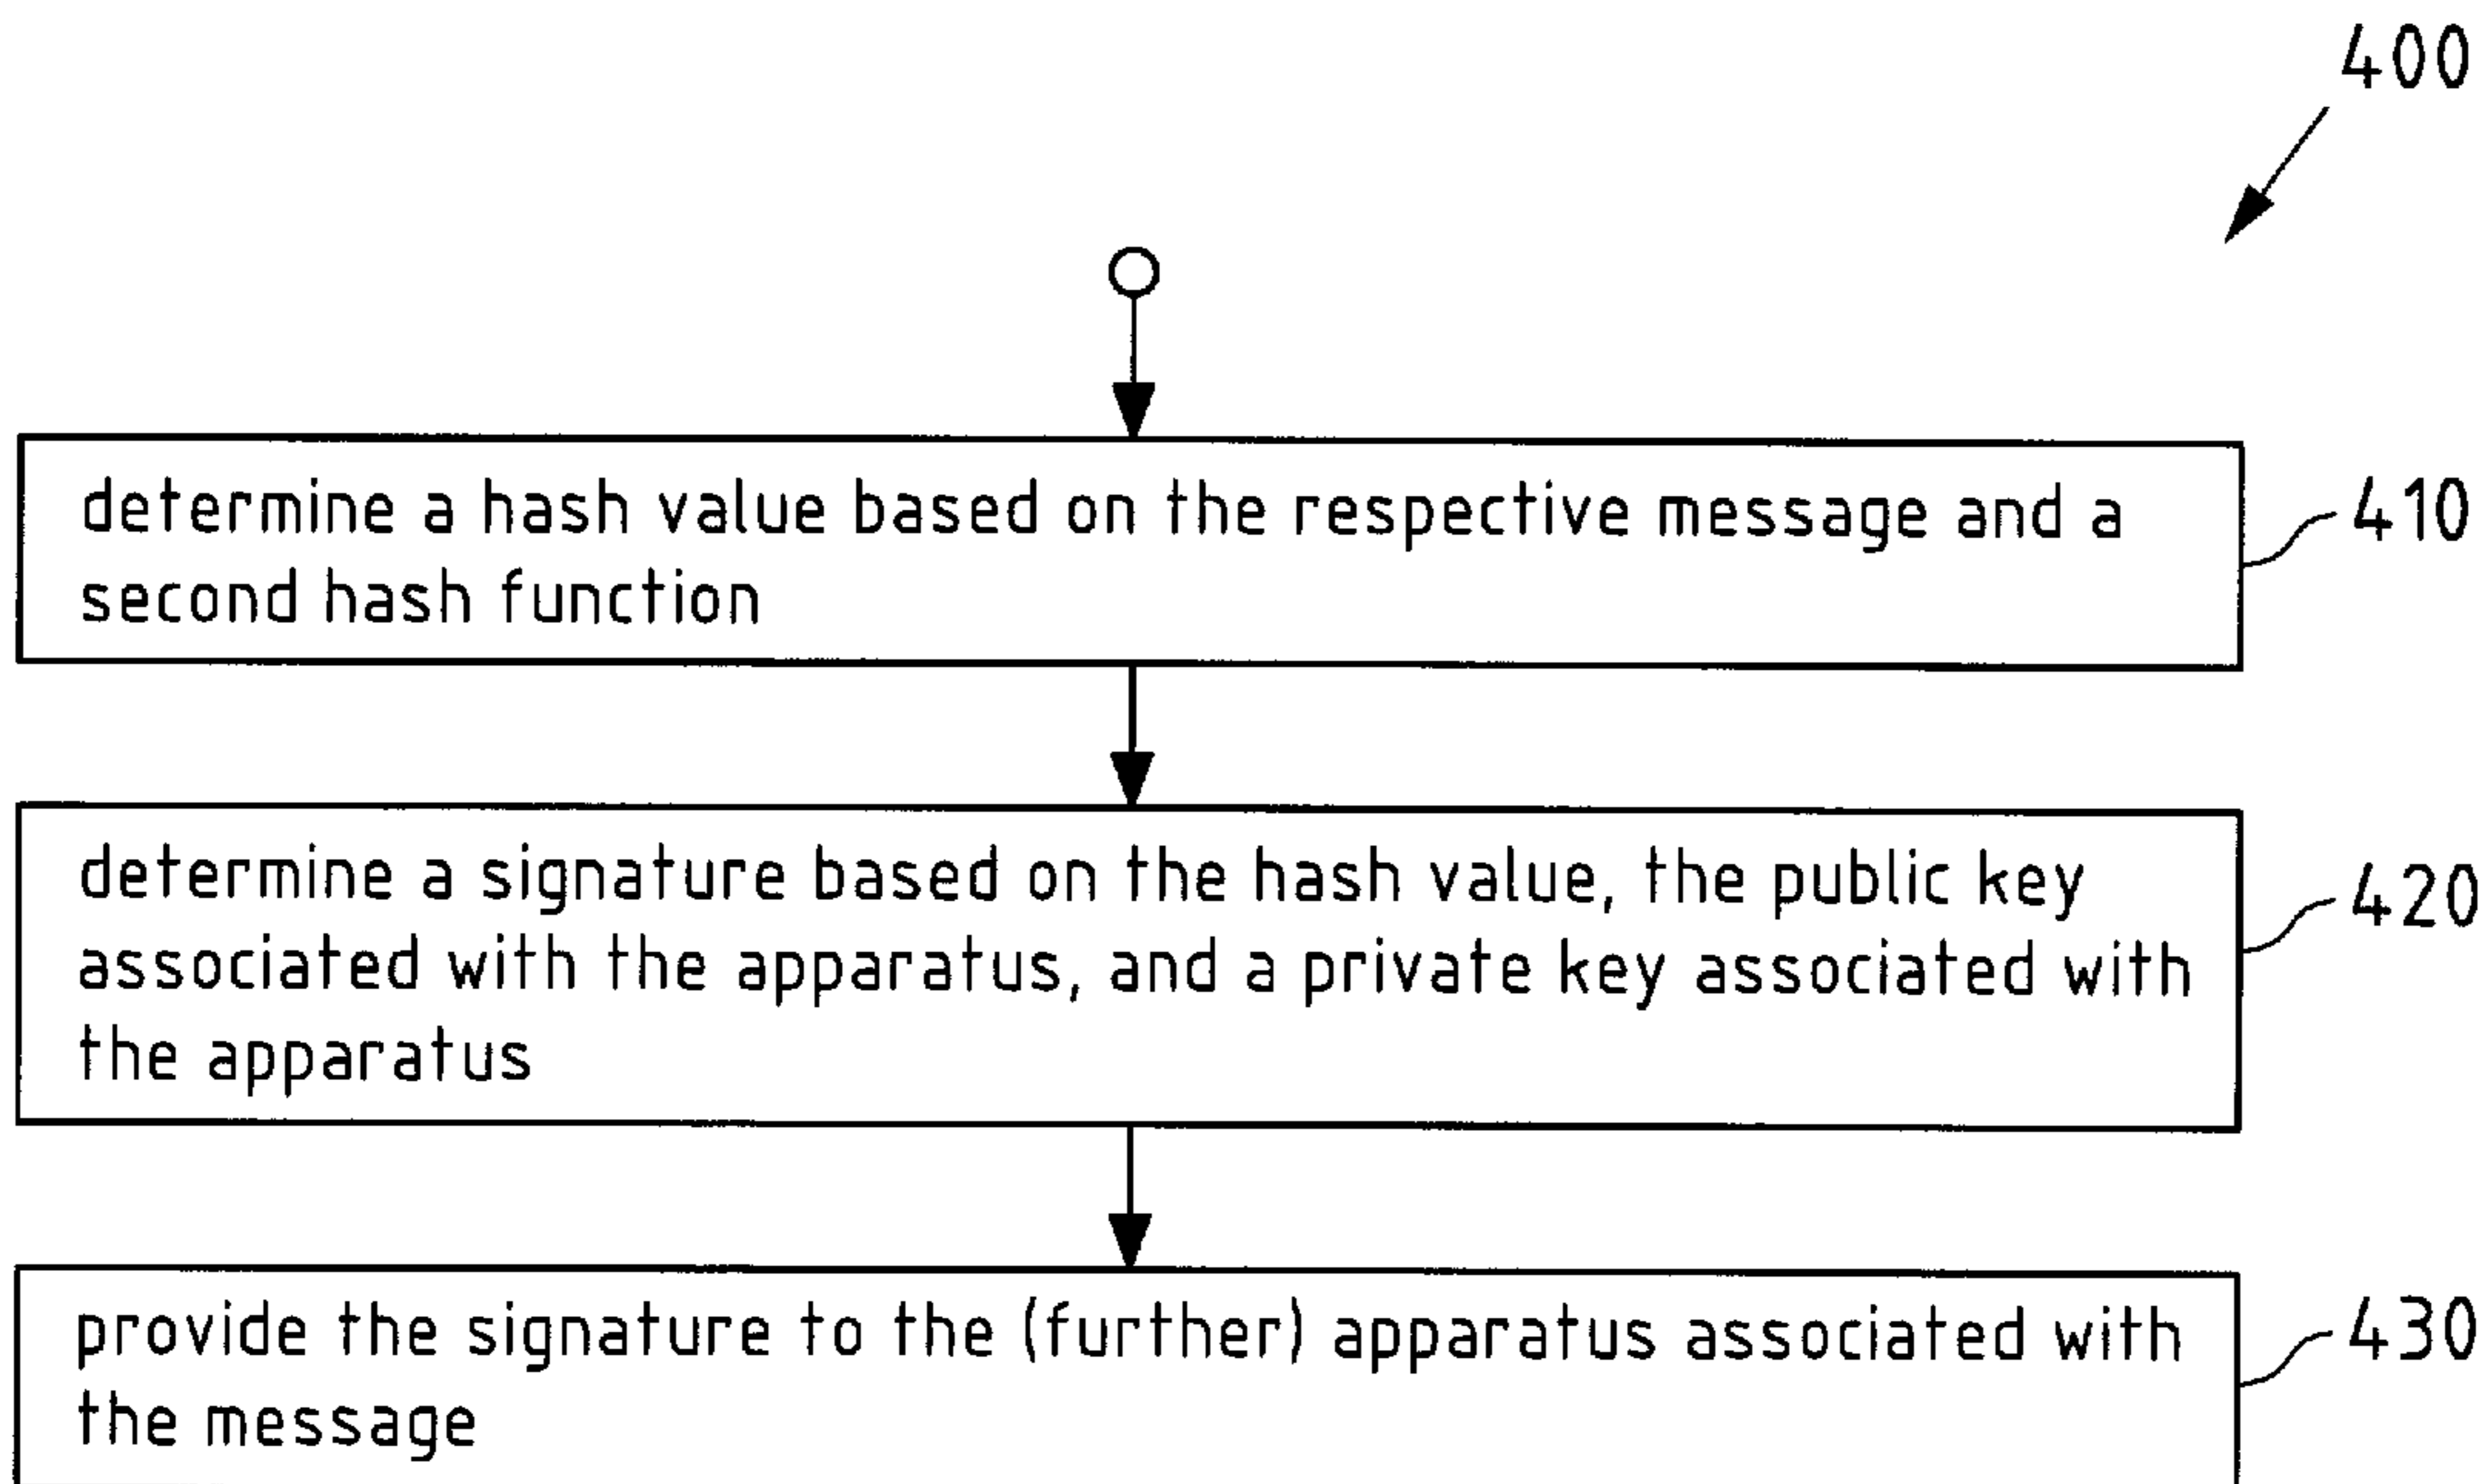 400
determine a hash value based on the respective message and a
second hash function
410
determine a signature based on the hash value, the public key
associated with the apparatus, and a private key associated with
the apparatus
420
provide the signature to the (further) apparatus associated with
the message
430